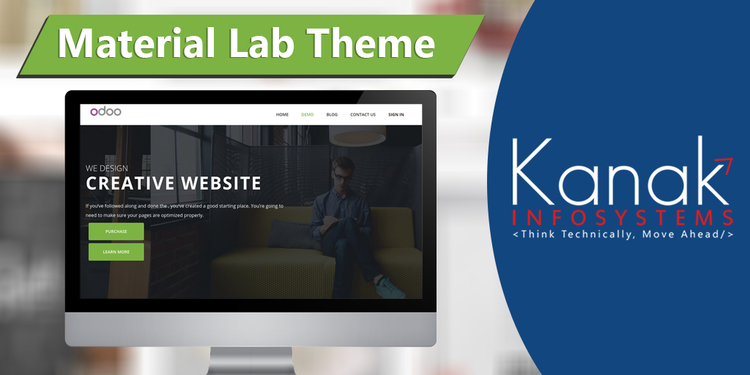 Material Lab Theme
odoo
HOME DEMO BLOG CONTACT US SIGN IN
WE DESIGN
CREATIVE WEBSITE
If you've followed along and done the , you've created a good starting place. You're going to
need to make sure your pages are optimized properly.
PURCHASE
LEARN MORE
Kanak
INFOSYSTEMS
<Think Technically, Move Ahead/>